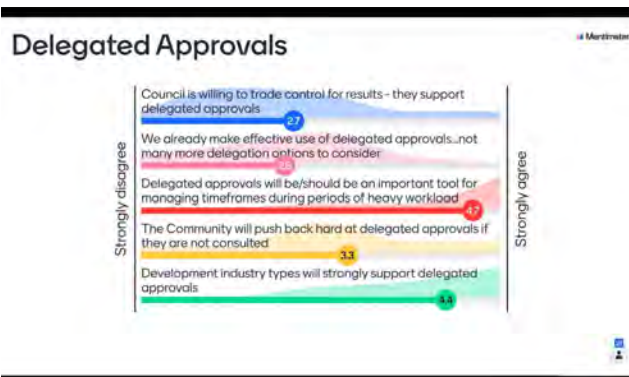 Delegated Approvals
Mentimeter
Council is willing to trade control for results - they support
delegated approvals
2.7
We already make effective use of delegated approvals...not
many more delegation options to consider
Delegated approvals will be/should be an important tool for
managing timeframes during periods of heavy workload
4.7
The Community will push back hard at delegated approvals if
they are not consulted
3.3
Development industry types will strongly support delegated
approvals
4.4
Strongly disagree
Strongly agree